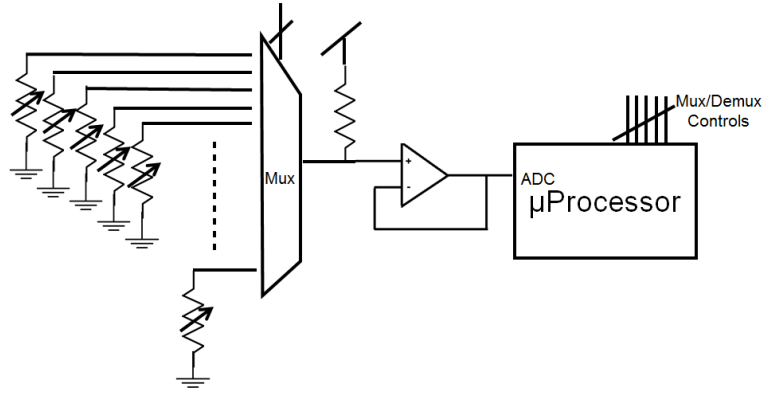 Mux/Demux
Controls
Mux
+
-
ADC
μProcessor